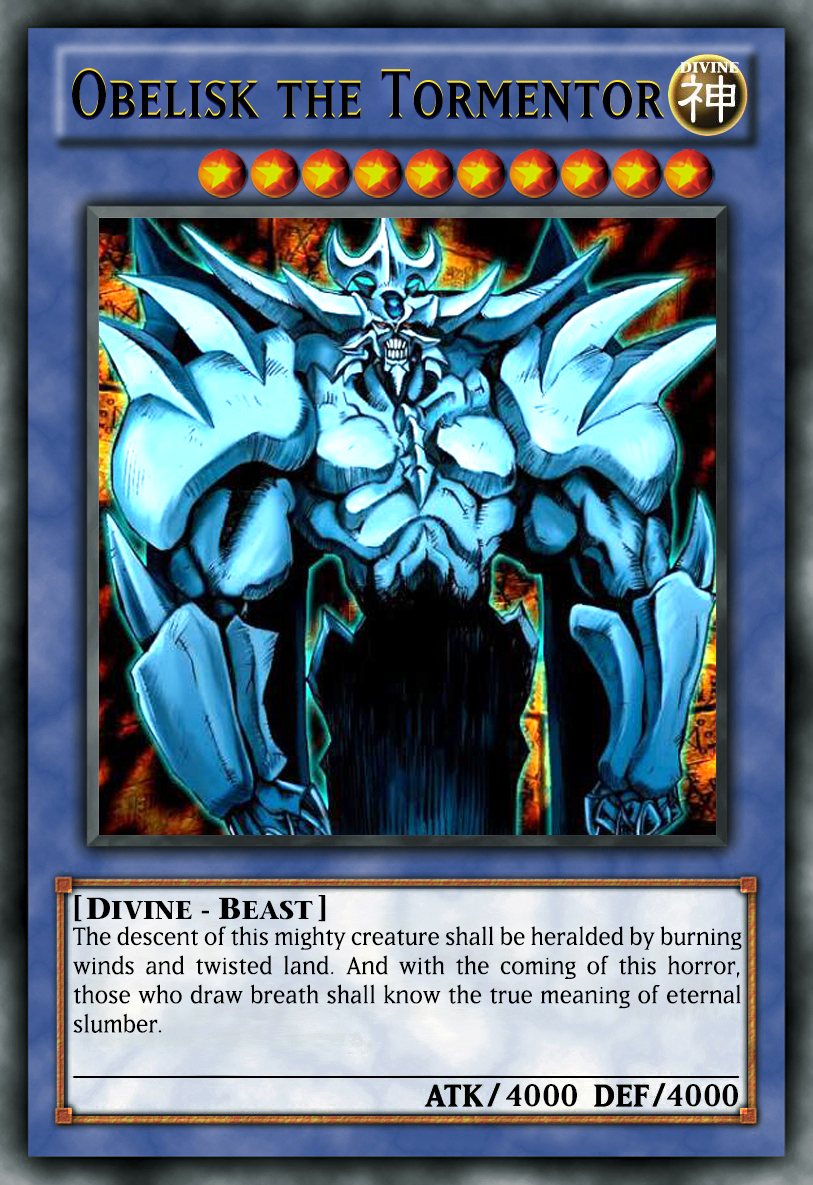 OBELISK THE TORMENTOR
DIVINE
神
[DIVINE - BEAST]
The descent of this mighty creature shall be heralded by burning
winds and twisted land. And with the coming of this horror,
those who draw breath shall know the true meaning of eternal
slumber.
ATK/4000 DEF/4000